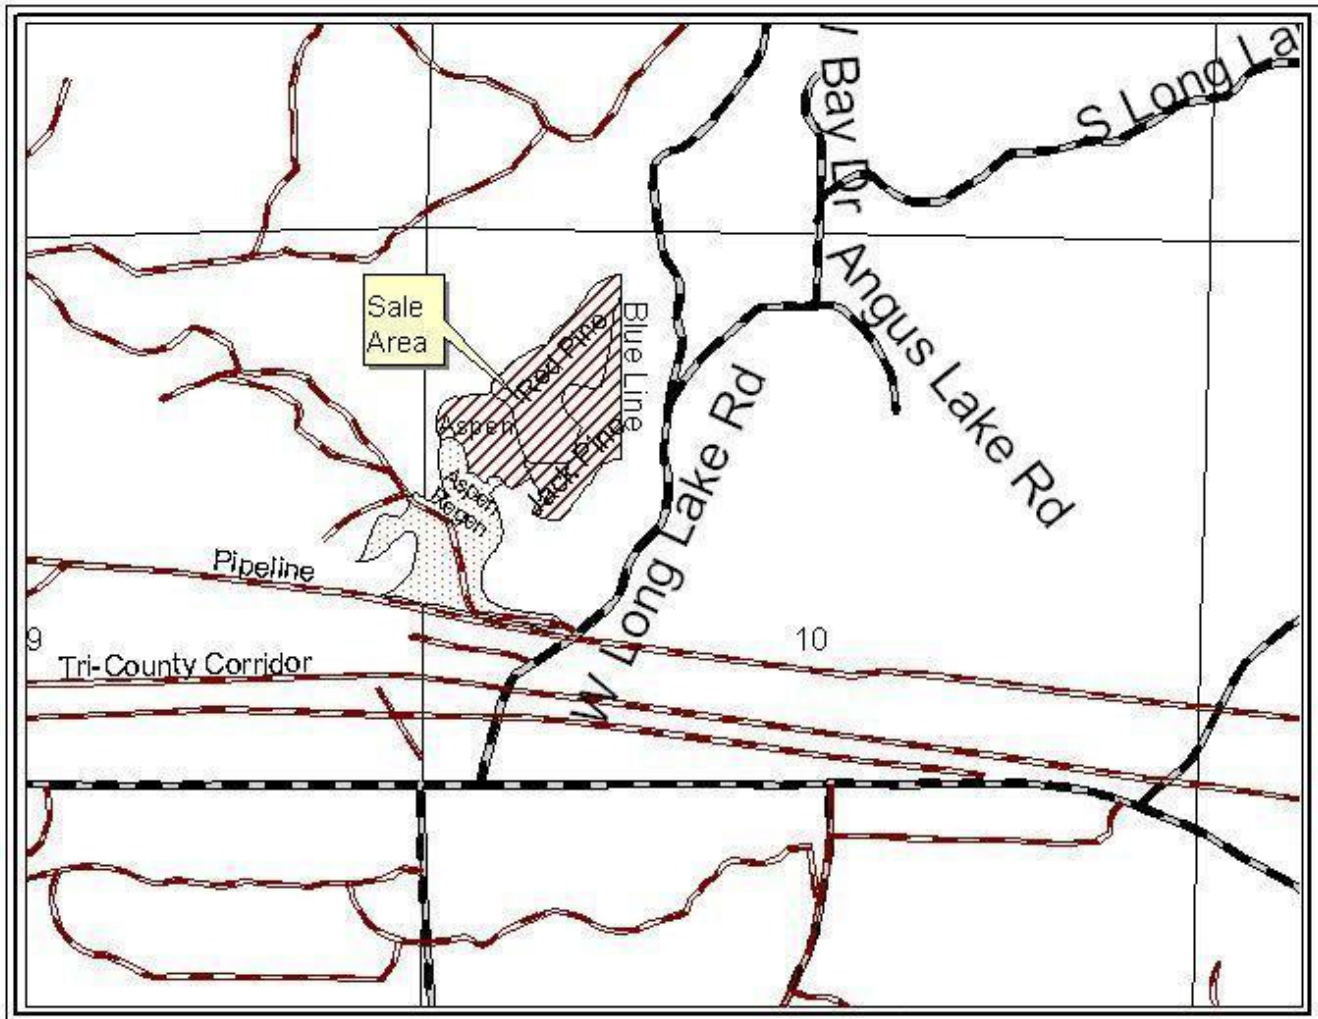 Bay Dr
S Long La
Angus Lake Rd
Sale
Area
Blue Line
Red Pine
Aspen
Jack Pine
Aspen
Regen
W Long Lake Rd
Pipeline
9
10
Tri-County Corridor